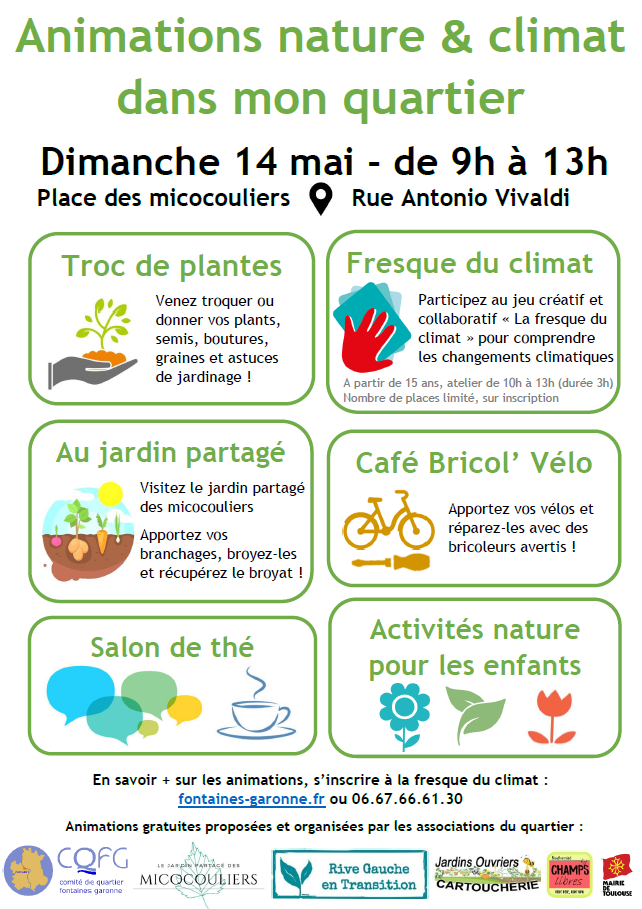 Animations nature & climat
dans mon quartier
Dimanche 14 mai - de 9h à 13h
Place des micocouliers
Rue Antonio Vivaldi
Troc de plantes
Venez troquer ou
donner vos plants,
semis, boutures,
graines et astuces
de jardinage !
Fresque du climat
Participez au jeu créatif et
collaboratif « La fresque du
climat » pour comprendre
les changements climatiques
A partir de 15 ans, atelier de 10h à 13h (durée 3h)
Nombre de places limité, sur inscription
Au jardin partagé
Visitez le jardin partagé
des micocouliers
Apportez vos
branchages, broyez-les
et récupérez le broyat !
Café Bricol’ Vélo
Apportez vos vélos et
réparez-les avec des
bricoleurs avertis !
Salon de thé
Activités nature
pour les enfants
En savoir + sur les animations, s’inscrire à la fresque du climat :
fontaines-garonne.fr ou 06.67.66.61.30
Animations gratuites proposées et organisées par les associations du quartier :
CQFG
comité de quartier
fontaines garonne
LE JARDIN PARTAGÉ DES
MICOCOULIERS
Rive Gauche
en Transition
Jardins Ouvriers
CARTOUCHERIE
CHAMPS
libres
MAIRIE
DE
TOULOUSE